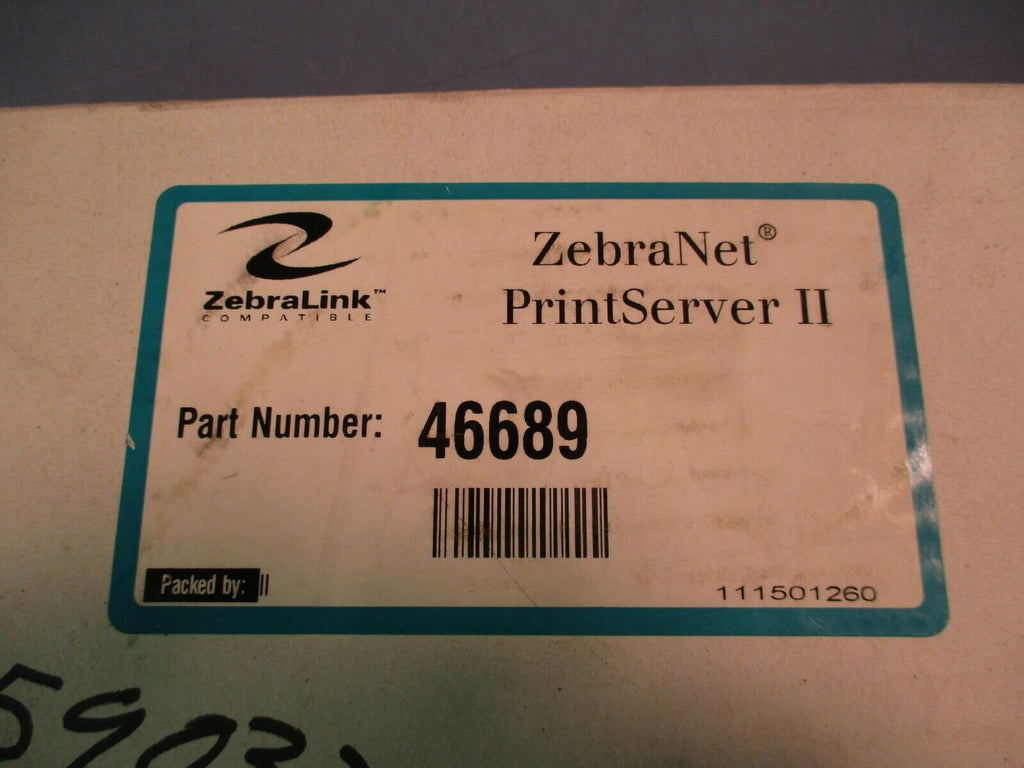 ZebraLink™
COMPATIBLE
ZebraNet®
PrintServer II
Part Number: 46689
Packed by:
111501260